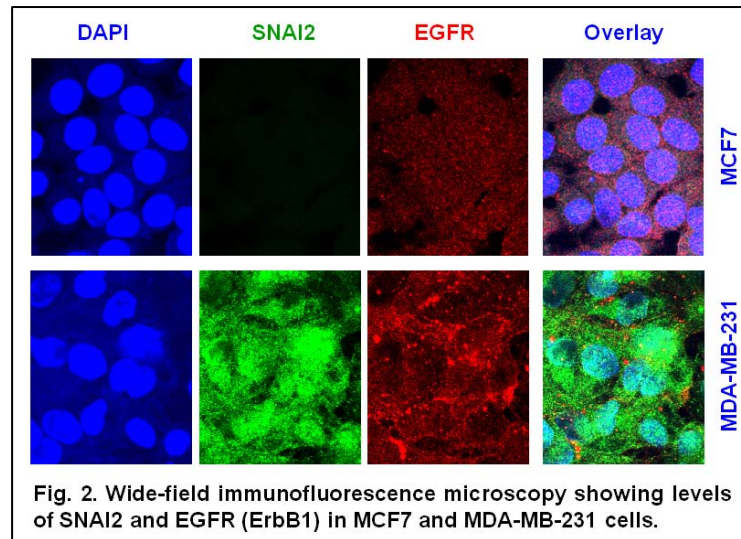 DAPI SNAI2 EGFR Overlay
MCF7
MDA-MB-231
Fig. 2. Wide-field immunofluorescence microscopy showing levels
of SNAI2 and EGFR (ErbB1) in MCF7 and MDA-MB-231 cells.